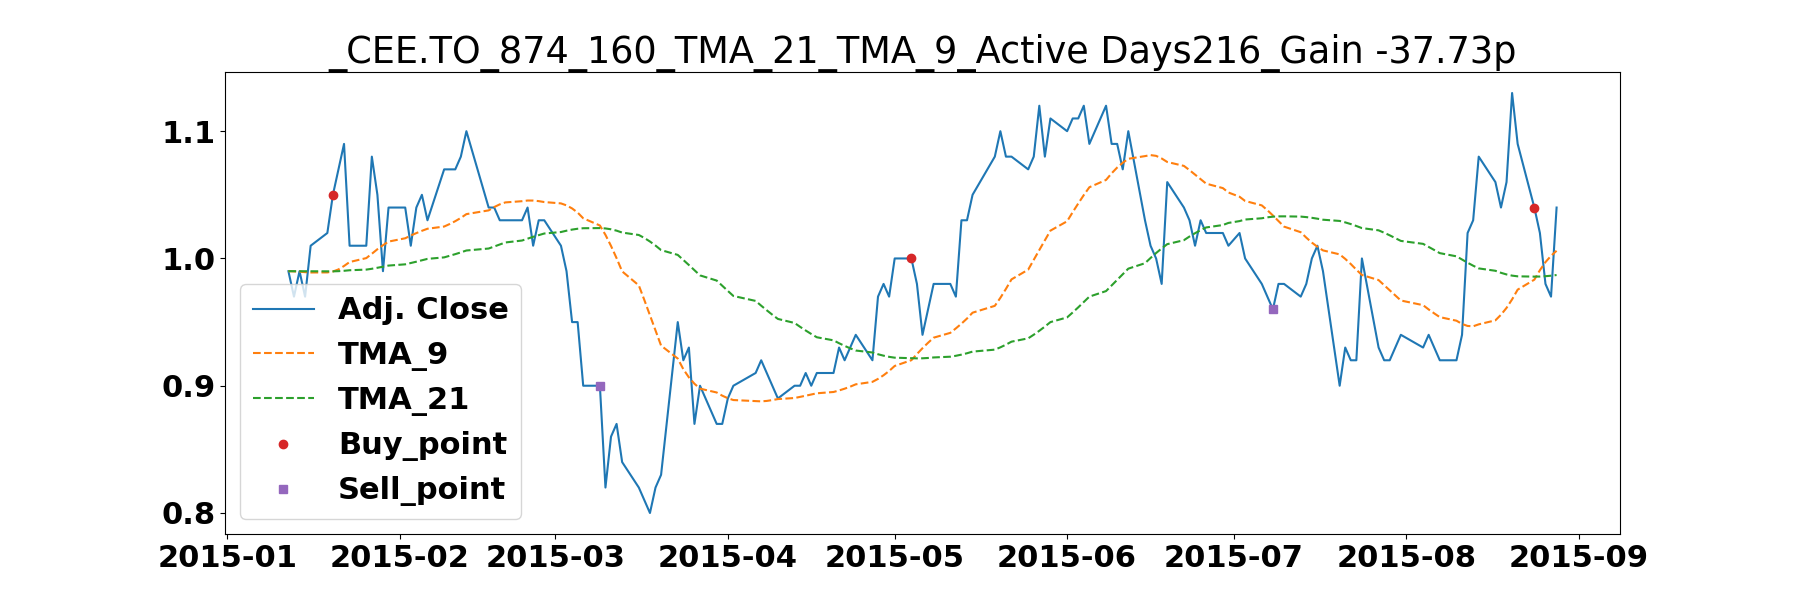 _CEE.TO_874_160_TMA_21_TMA_9_Active Days216_Gain -37.73p
1.1
1.0
0.9
0.8
Adj. Close
TMA_9
TMA_21
Buy_point
Sell_point
2015-01 2015-02 2015-03 2015-04 2015-05 2015-06 2015-07 2015-08 2015-09